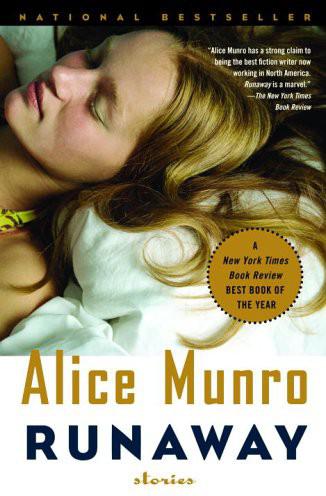 NATIONAL BESTSELLER
"Alice Munro has a strong claim to
being the best fiction writer now
working in North America.
Runaway is a marvel."
—The New York Times
Book Review
A
New York Times
Book Review
BEST BOOK OF
THE YEAR
Alice Munro
RUNAWAY
stories